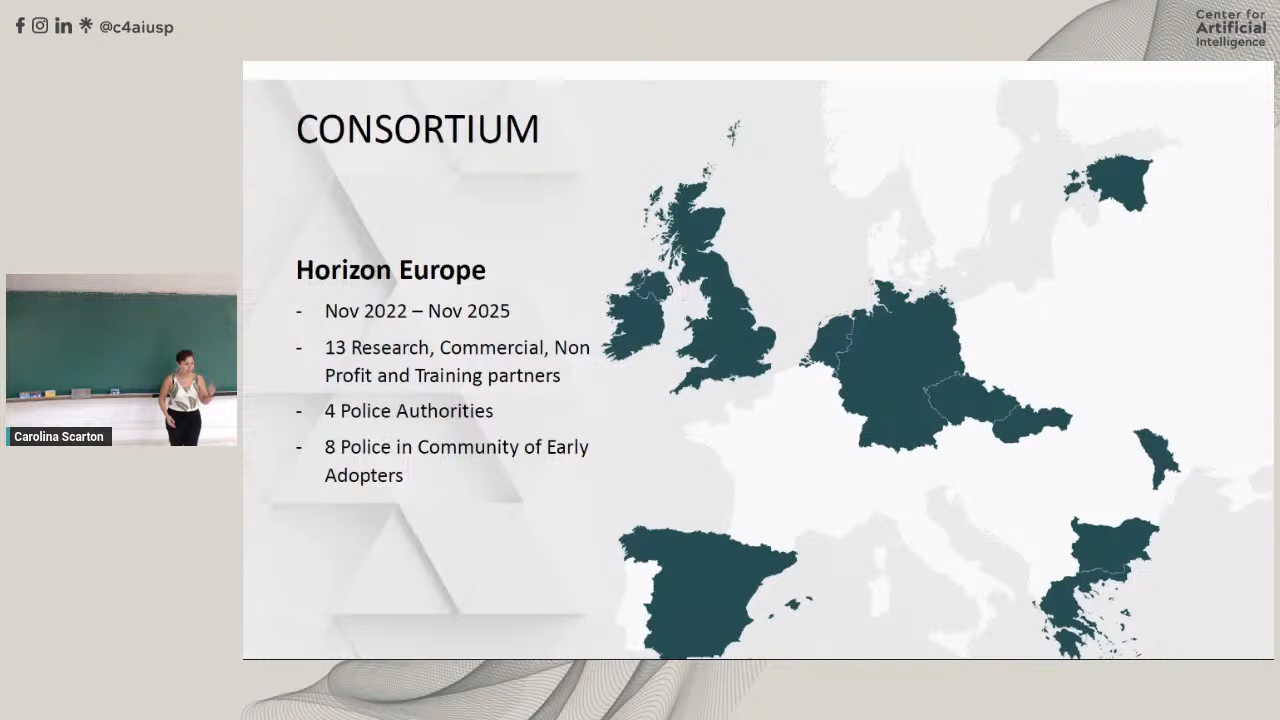 @c4aiusp
Center for
Artificial
Intelligence
CONSORTIUM
Horizon Europe
- Nov 2022 – Nov 2025
- 13 Research, Commercial, Non
Profit and Training partners
- 4 Police Authorities
- 8 Police in Community of Early
Adopters
Carolina Scarton